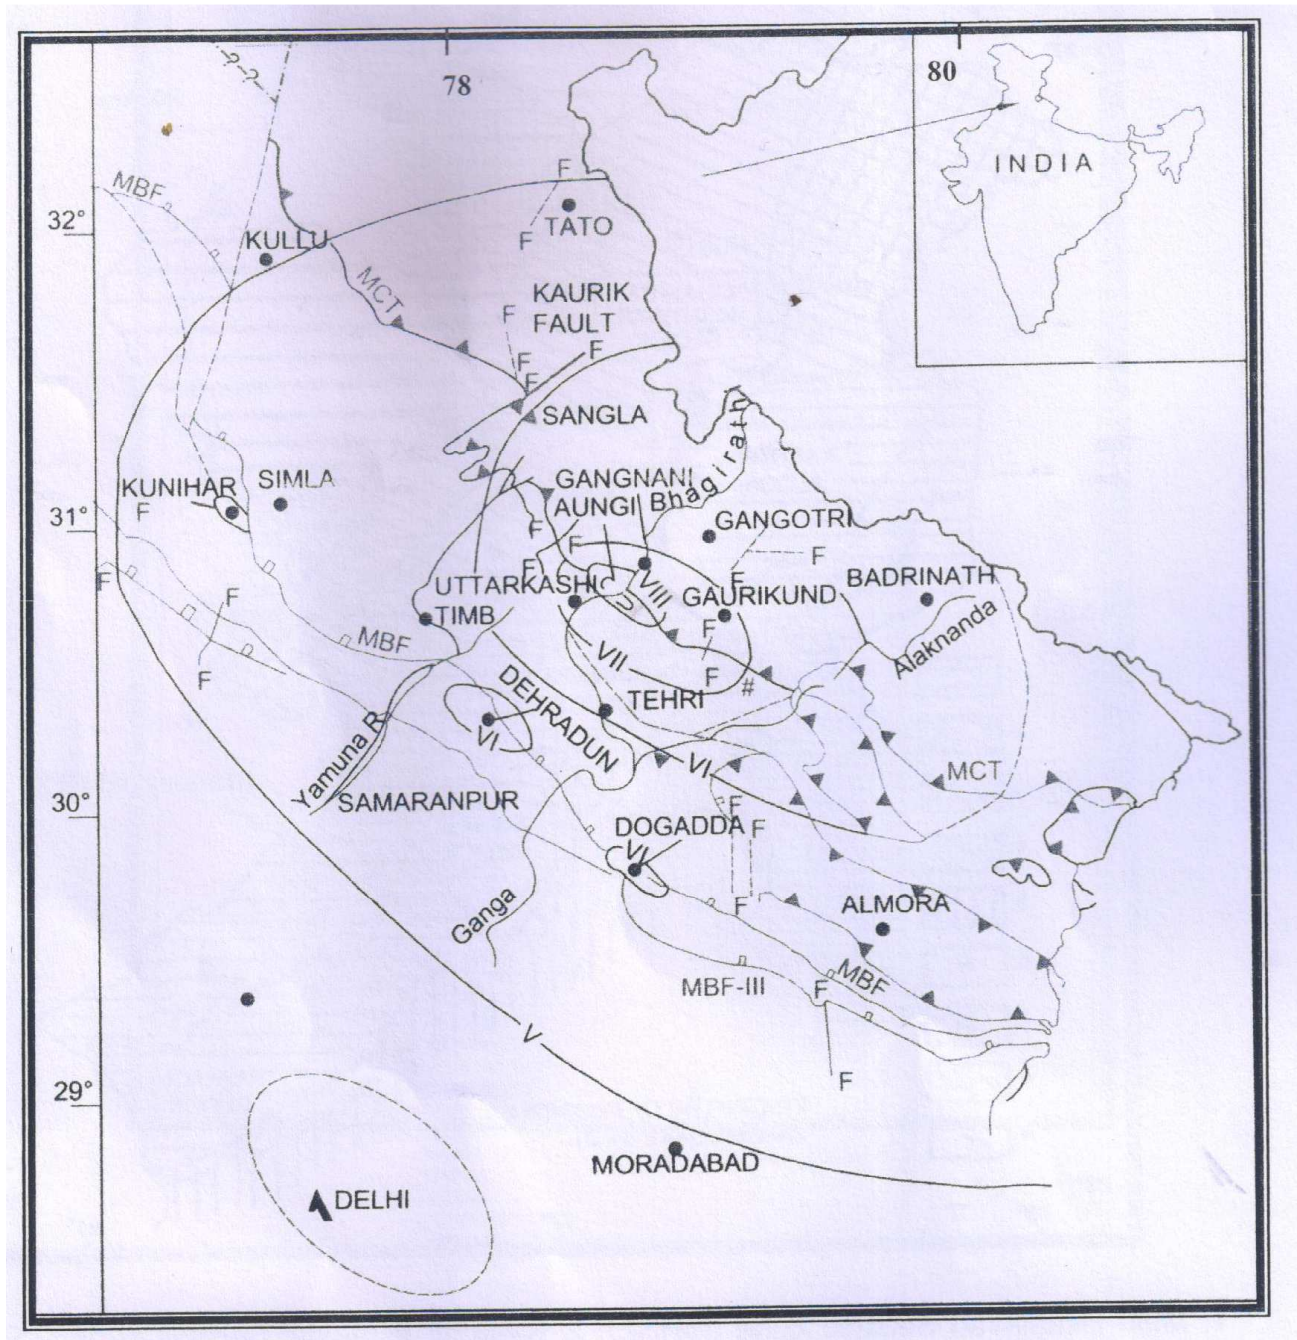 78
80
-?-?-
INDIA
MBF
32°
KULLU
F
TATO
F
MCT
KAURIK
FAULT
F
F
F
F
SANGLA
Bhagirathi
KUNIHAR
SIMLA
GANGNANI
AUNGI
F
31°
F
F
GANGOTRI
F
F
F
F
F
UTTARKASHI
VIII
GAURIKUND
BADRINATH
TIMB
MBF
F
F
VII
F
#
Alaknanda
TEHRI
DEHRADUN
VI
VI
MCT
Yamuna R.
30°
SAMARANPUR
F
F
DOGADDA
VI
Ganga
F
ALMORA
MBF-III
MBF
F
V
F
29°
MORADABAD
DELHI